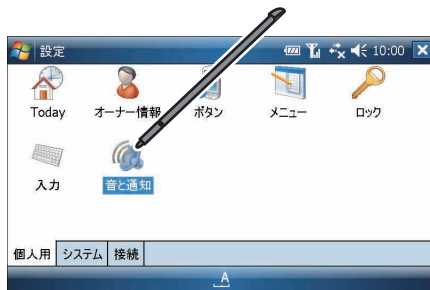 設定 10:00
Today オーナー情報 ボタン メニュー ロック
入力 音と通知
個人用 システム 接続
A